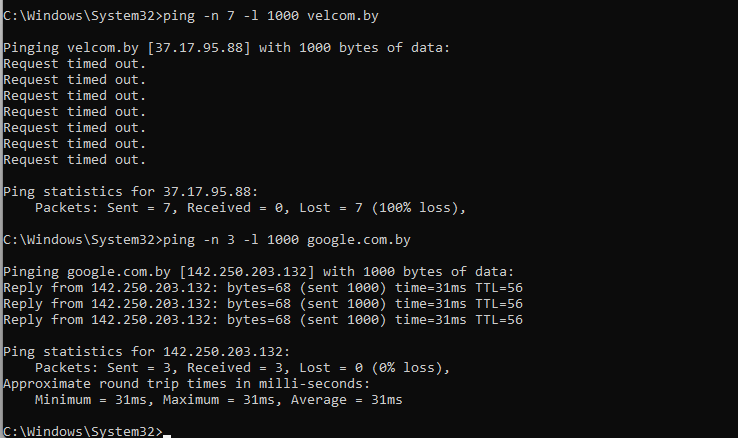 C:\Windows\System32>ping -n 7 -l 1000 velcom.by
Pinging velcom.by [37.17.95.88] with 1000 bytes of data:
Request timed out.
Request timed out.
Request timed out.
Request timed out.
Request timed out.
Request timed out.
Request timed out.
Ping statistics for 37.17.95.88:
    Packets: Sent = 7, Received = 0, Lost = 7 (100% loss),
C:\Windows\System32>ping -n 3 -l 1000 google.com.by
Pinging google.com.by [142.250.203.132] with 1000 bytes of data:
Reply from 142.250.203.132: bytes=68 (sent 1000) time=31ms TTL=56
Reply from 142.250.203.132: bytes=68 (sent 1000) time=31ms TTL=56
Reply from 142.250.203.132: bytes=68 (sent 1000) time=31ms TTL=56
Ping statistics for 142.250.203.132:
    Packets: Sent = 3, Received = 3, Lost = 0 (0% loss),
Approximate round trip times in milli-seconds:
    Minimum = 31ms, Maximum = 31ms, Average = 31ms
C:\Windows\System32>